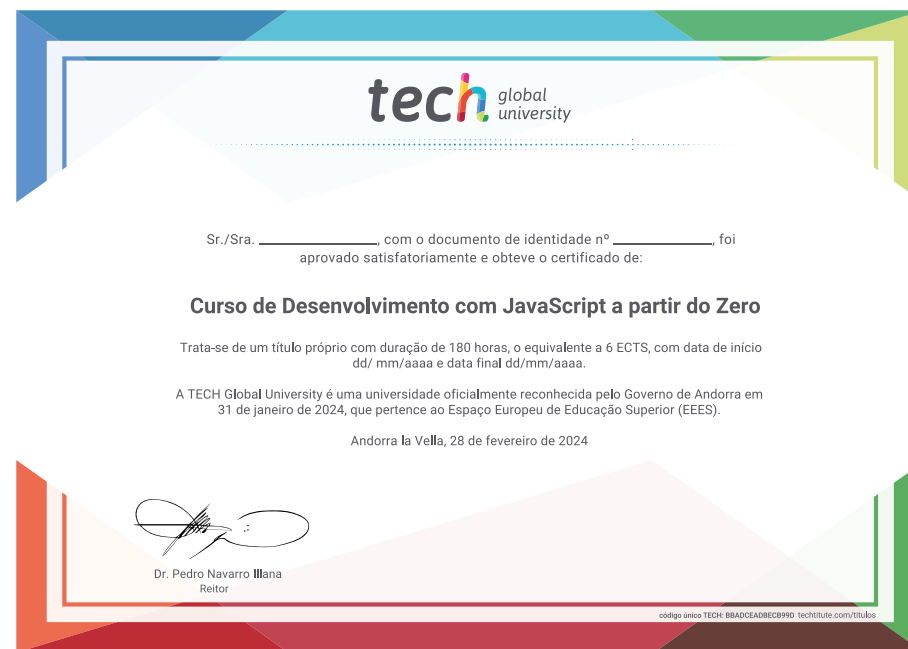 tech global university
Sr./Sra. ______________, com o documento de identidade nº ____________, foi
aprovado satisfatoriamente e obteve o certificado de:
Curso de Desenvolvimento com JavaScript a partir do Zero
Trata-se de um título próprio com duração de 180 horas, o equivalente a 6 ECTS, com data de início
dd/ mm/aaaa e data final dd/mm/aaaa.
A TECH Global University é uma universidade oficialmente reconhecida pelo Governo de Andorra em
31 de janeiro de 2024, que pertence ao Espaço Europeu de Educação Superior (EEES).
Andorra la Vella, 28 de fevereiro de 2024
Dr. Pedro Navarro Illana
Reitor
código único TECH: BBADCEADBECB99D techtitute.com/titulos